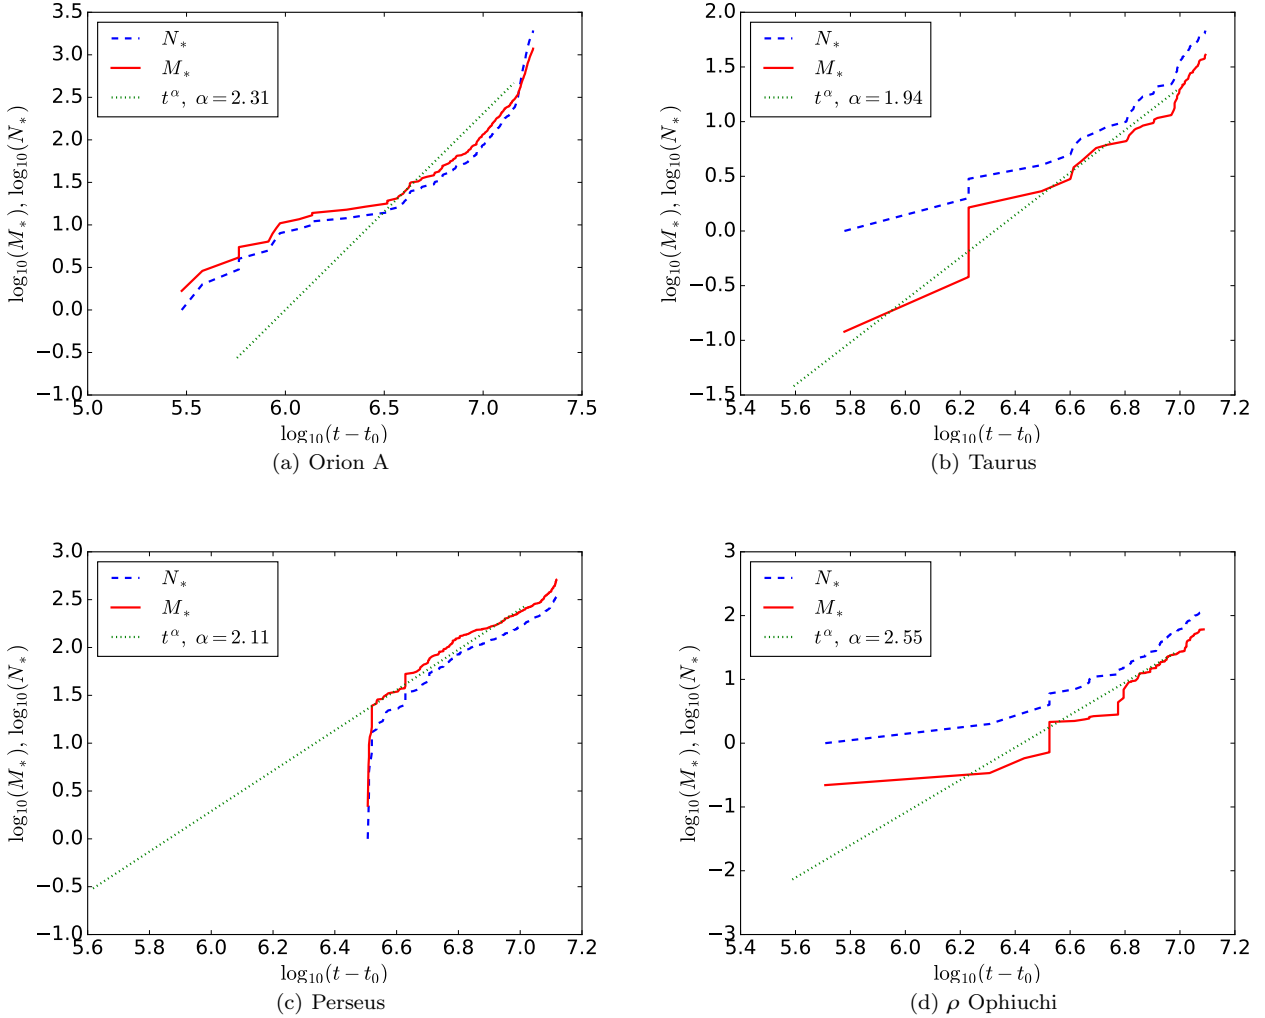 3.5
3.0
2.5
2.0
1.5
1.0
0.5
0.0
−0.5
−1.0
log₁₀(M∗), log₁₀(N∗)
N∗
M∗
t^α, α=2.31
5.0 5.5 6.0 6.5 7.0 7.5
log₁₀(t−t₀)
(a) Orion A
2.0
1.5
1.0
0.5
0.0
−0.5
−1.0
−1.5
log₁₀(M∗), log₁₀(N∗)
N∗
M∗
t^α, α=1.94
5.4 5.6 5.8 6.0 6.2 6.4 6.6 6.8 7.0 7.2
log₁₀(t−t₀)
(b) Taurus
3.0
2.5
2.0
1.5
1.0
0.5
0.0
−0.5
−1.0
log₁₀(M∗), log₁₀(N∗)
N∗
M∗
t^α, α=2.11
5.6 5.8 6.0 6.2 6.4 6.6 6.8 7.0 7.2
log₁₀(t−t₀)
(c) Perseus
3
2
1
0
−1
−2
−3
log₁₀(M∗), log₁₀(N∗)
N∗
M∗
t^α, α=2.55
5.4 5.6 5.8 6.0 6.2 6.4 6.6 6.8 7.0 7.2
log₁₀(t−t₀)
(d) ρ Ophiuchi